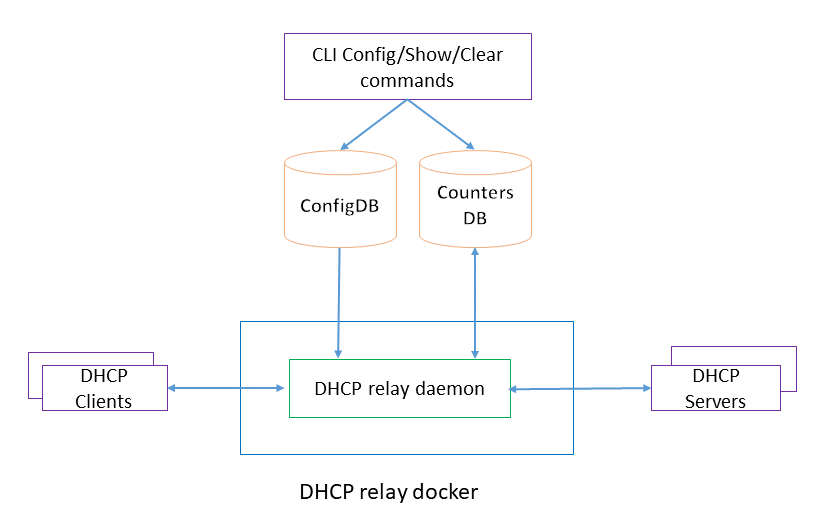 CLI Config/Show/Clear
commands
ConfigDB
Counters
DB
DHCP
Clients
DHCP relay daemon
DHCP
Servers
DHCP relay docker